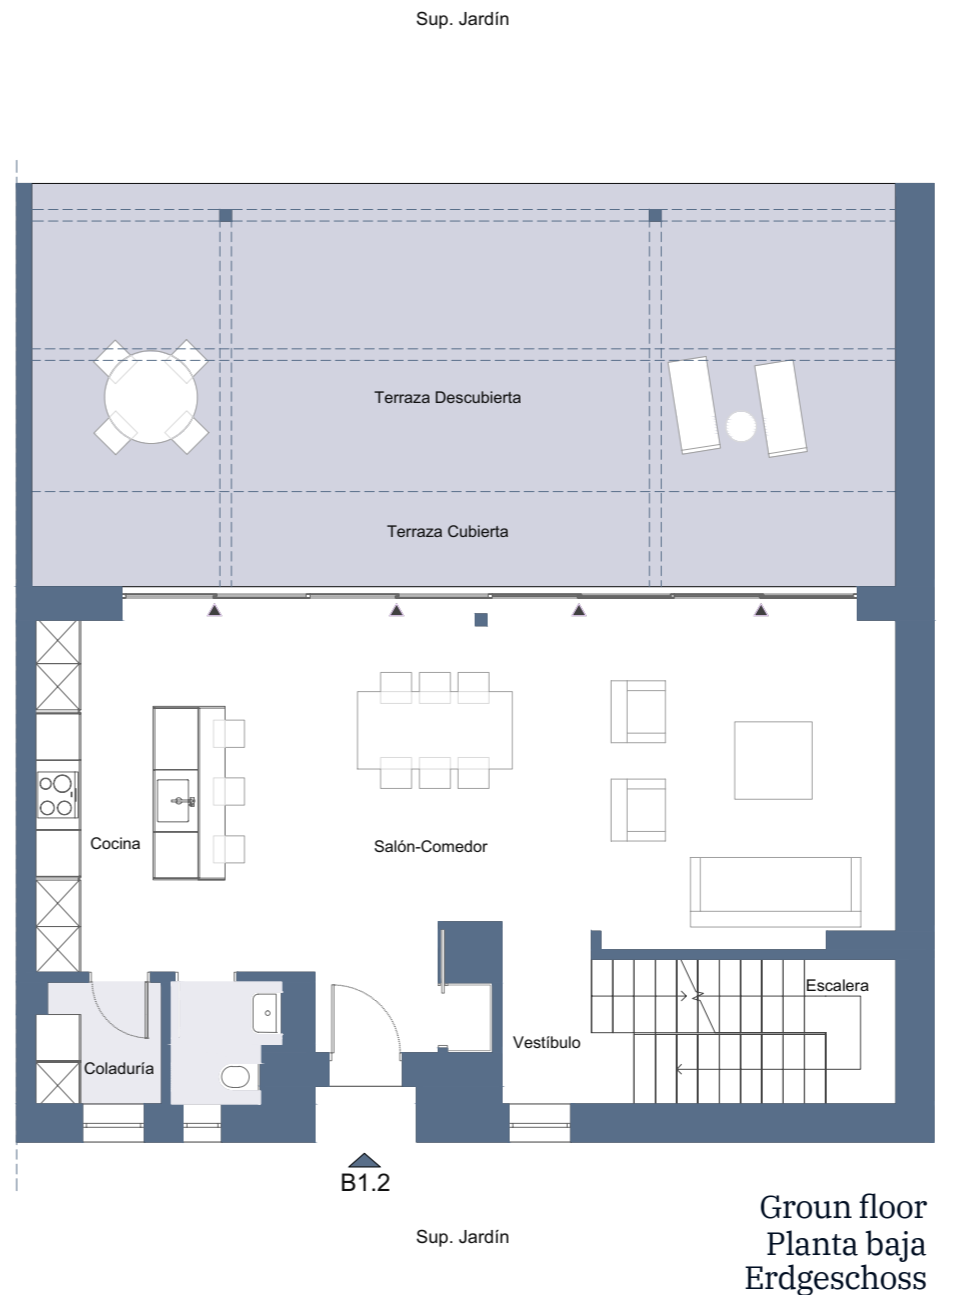 Sup. Jardín
Terraza Descubierta
Terraza Cubierta
Cocina
Salón-Comedor
Escalera
Vestíbulo
Coladuría
B1.2
Sup. Jardín
Groun floor
Planta baja
Erdgeschoss